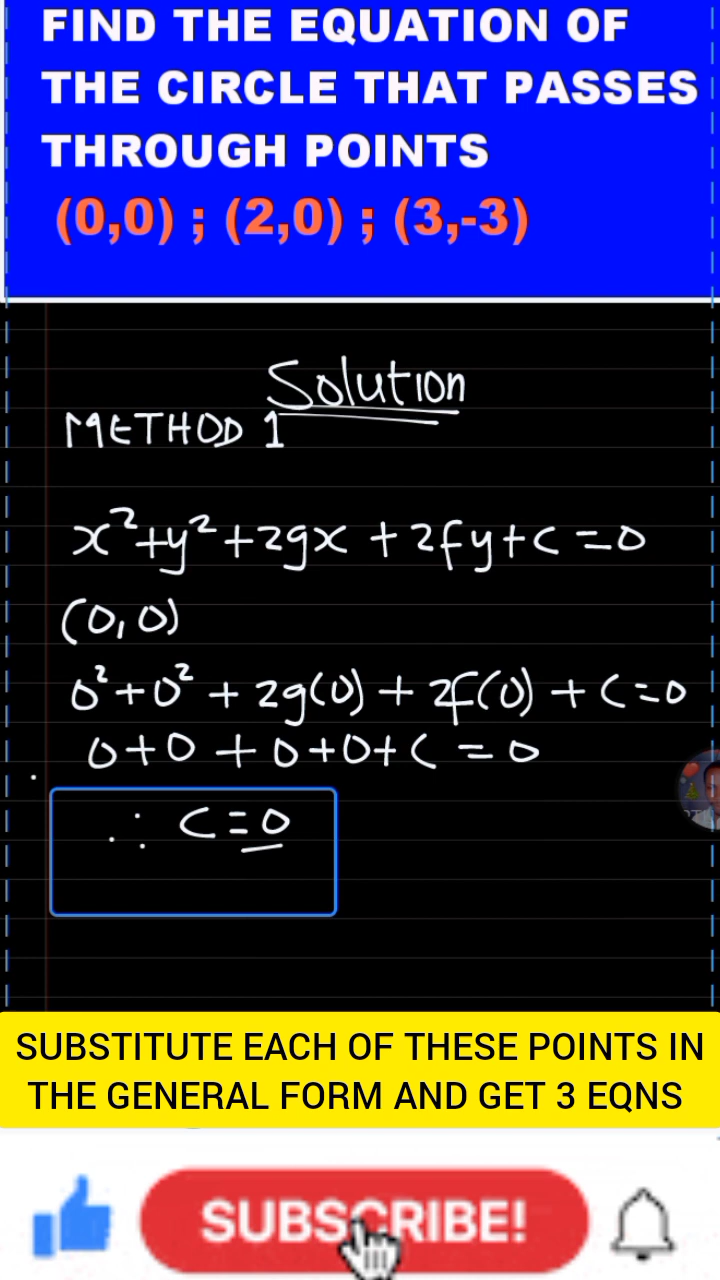 FIND THE EQUATION OF
THE CIRCLE THAT PASSES
THROUGH POINTS
(0,0) ; (2,0) ; (3,-3)
Solution
METHOD 1
x²+y²+2gx +2fy+c=0
(0,0)
0²+0² + 2g(0) + 2f(0) + c=0
0+0 + 0+0+c = 0
∴ c=0
SUBSTITUTE EACH OF THESE POINTS IN
THE GENERAL FORM AND GET 3 EQNS
SUBSCRIBE!